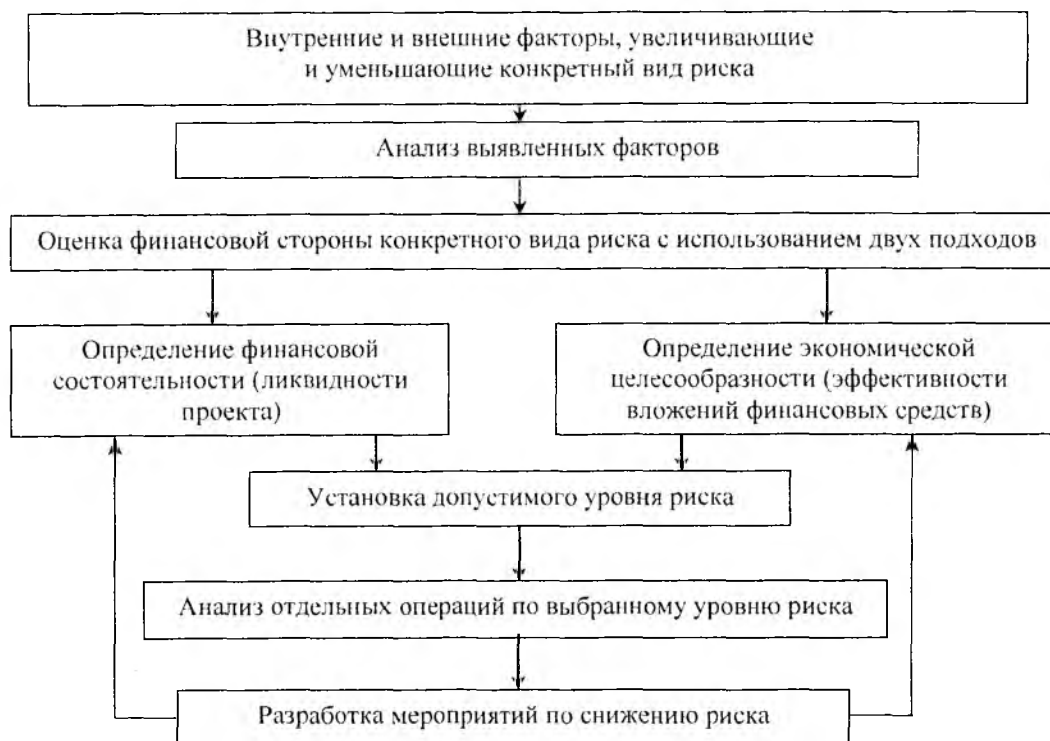 Внутренние и внешние факторы, увеличивающие
и уменьшающие конкретный вид риска
Анализ выявленных факторов
Оценка финансовой стороны конкретного вида риска с использованием двух подходов
Определение финансовой
состоятельности (ликвидности
проекта)
Определение экономической
целесообразности (эффективности
вложений финансовых средств)
Установка допустимого уровня риска
Анализ отдельных операций по выбранному уровню риска
Разработка мероприятий по снижению риска